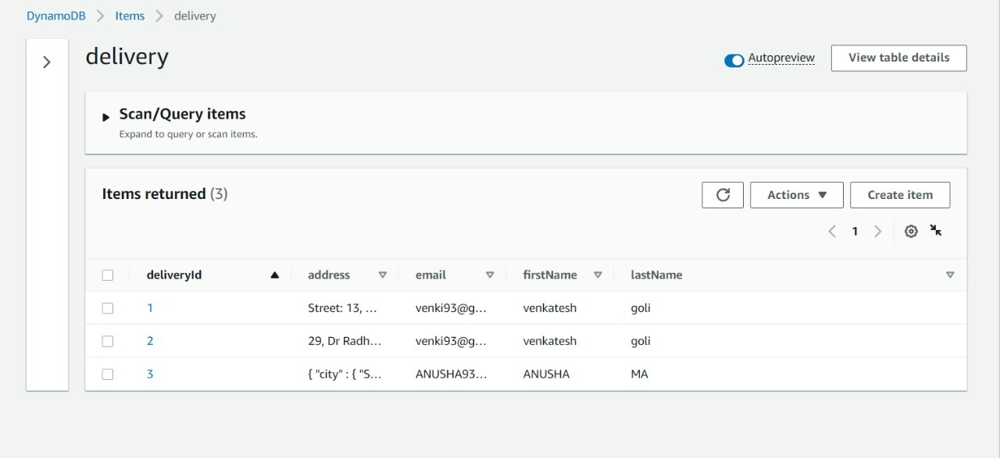 DynamoDB > Items > delivery
delivery
Autopreview
View table details
Scan/Query items
Expand to query or scan items.
Items returned (3)
Actions
Create item
1
deliveryId address email firstName lastName
1 Street: 13, ... venki93@g... venkatesh goli
2 29, Dr Radh... venki93@g... venkatesh goli
3 { "city" : { "S... ANUSHA93... ANUSHA MA